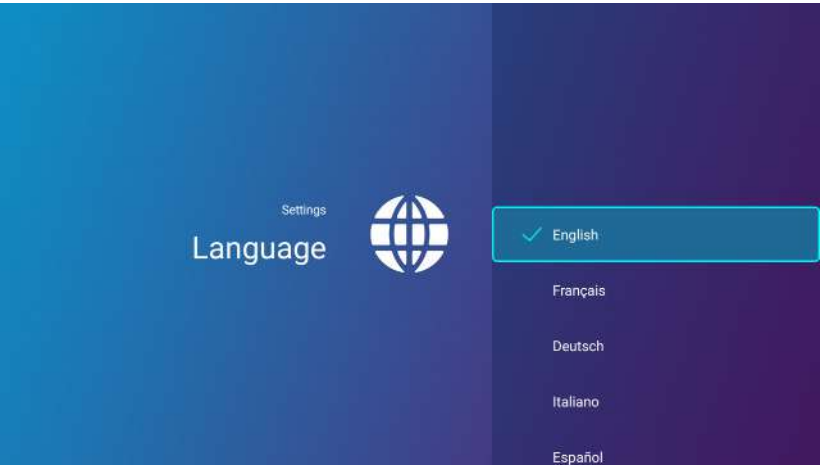 Settings
Language
English
Français
Deutsch
Italiano
Español